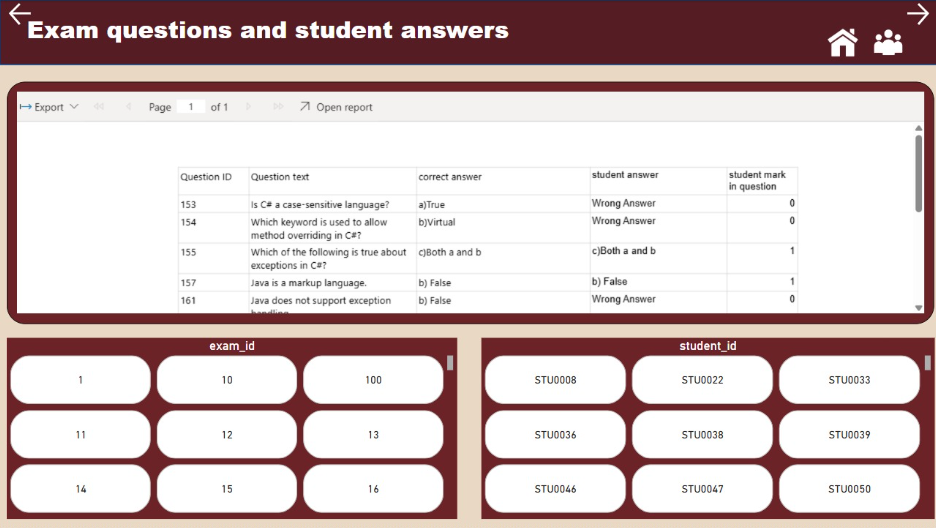 Exam questions and student answers
Export
Page 1 of 1
Open report
Question ID Question text correct answer student answer student mark
in question
153 Is C# a case-sensitive language? a)True Wrong Answer 0
154 Which keyword is used to allow b)Virtual Wrong Answer 0
method overriding in C#?
155 Which of the following is true about c)Both a and b c)Both a and b 1
exceptions in C#?
157 Java is a markup language. b) False b) False 1
161 Java does not support exception b) False Wrong Answer 0
handling
exam_id
1 10 100
11 12 13
14 15 16
student_id
STU0008 STU0022 STU0033
STU0036 STU0038 STU0039
STU0046 STU0047 STU0050